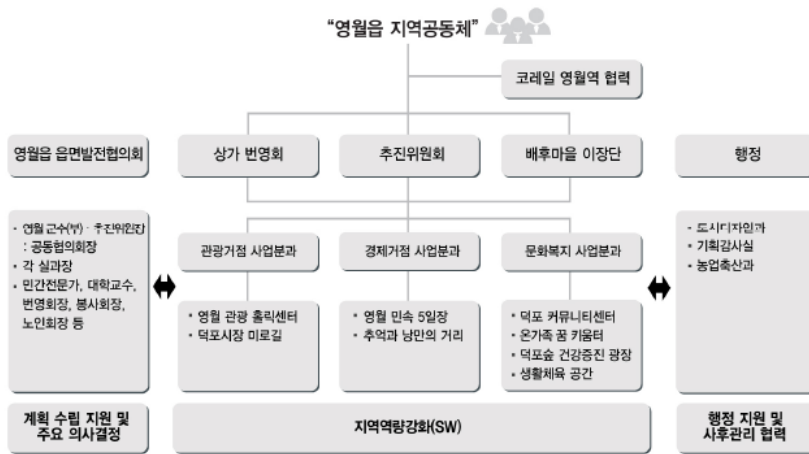 “영월읍 지역공동체”
코레일 영월역 협력
영월읍 읍면발전협의회
상가 번영회
추진위원회
배후마을 이장단
행정
• 영월군수(부) · 추진위원장
: 공동협의회장
• 각 실과장
• 민간전문가, 대학교수,
번영회장, 봉사회장,
노인회장 등
관광거점 사업분과
경제거점 사업분과
문화복지 사업분과
• 영월 관광 홀릭센터
• 덕포시장 미로길
• 영월 민속 5일장
• 추억과 낭만의 거리
• 덕포 커뮤니티센터
• 온가족 꿈 키움터
• 덕포숲 건강증진 광장
• 생활체육 공간
• 도시디자인과
• 기획감사실
• 농업축산과
계획 수립 지원 및
주요 의사결정
지역역량강화(SW)
행정 지원 및
사후관리 협력